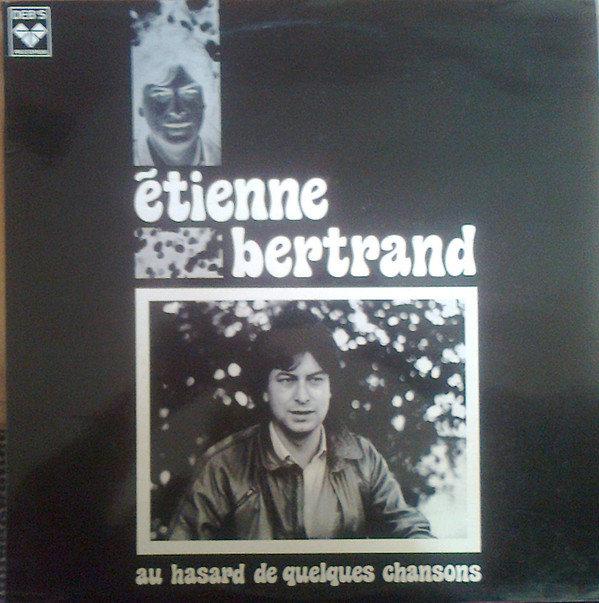 DEB'S
étienne
bertrand
au hasard de quelques chansons